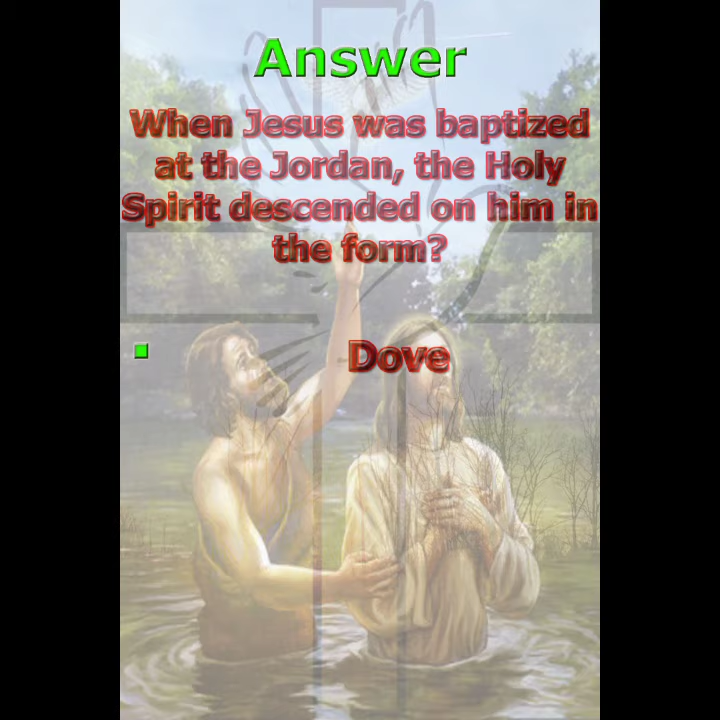 Answer
When Jesus was baptized
at the Jordan, the Holy
Spirit descended on him in
the form?
Dove